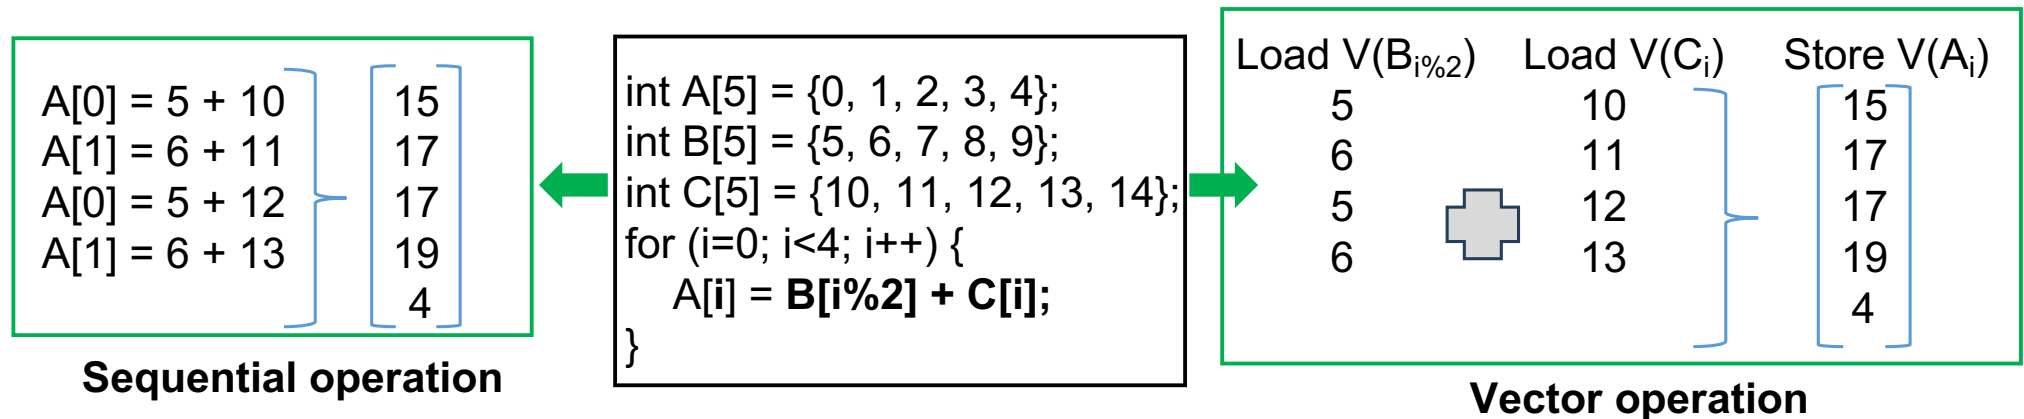 A[0] = 5 + 10
A[1] = 6 + 11
A[0] = 5 + 12
A[1] = 6 + 13
15
17
17
19
4
Sequential operation
int A[5] = {0, 1, 2, 3, 4};
int B[5] = {5, 6, 7, 8, 9};
int C[5] = {10, 11, 12, 13, 14};
for (i=0; i<4; i++) {
A[i] = B[i%2] + C[i];
}
Load V(Bi%2) Load V(Ci) Store V(Ai)
5 10 15
6 11 17
5 12 17
6 13 19
4
Vector operation